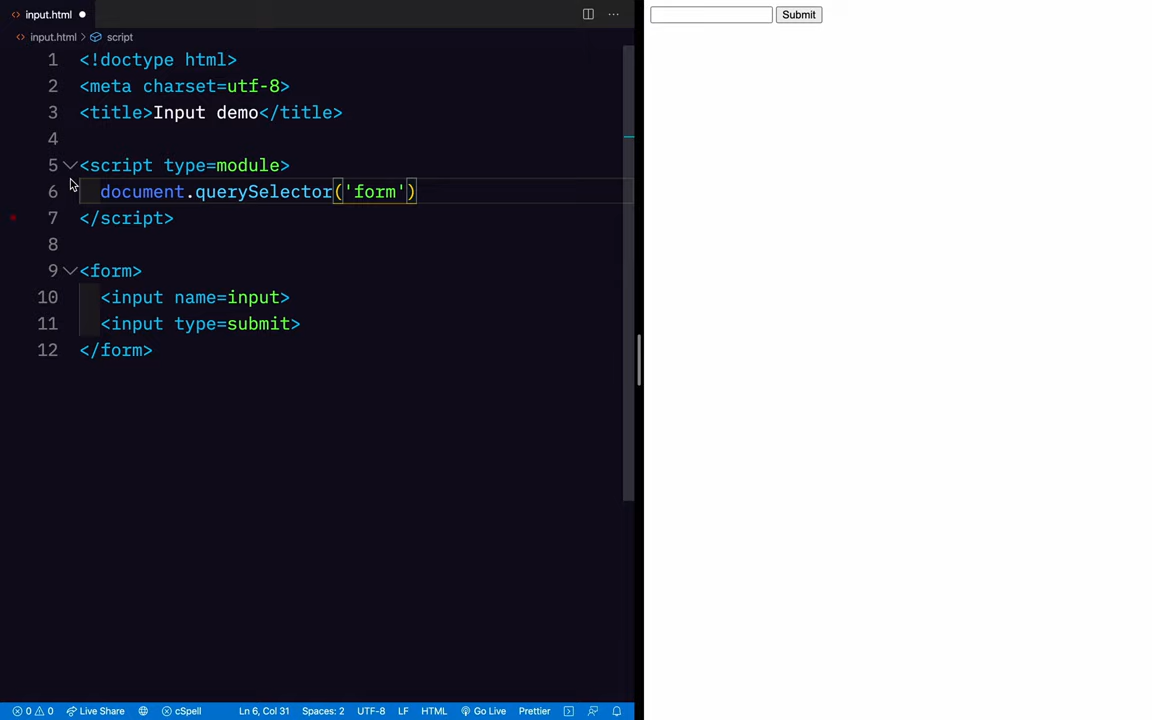 input.html
input.html > script
1 <!doctype html>
2 <meta charset=utf-8>
3 <title>Input demo</title>
4
5 <script type=module>
6 document.querySelector('form')
7 </script>
8
9 <form>
10 <input name=input>
11 <input type=submit>
12 </form>
0 0 Live Share cSpell Ln 6, Col 31 Spaces: 2 UTF-8 LF HTML Go Live Prettier
Submit